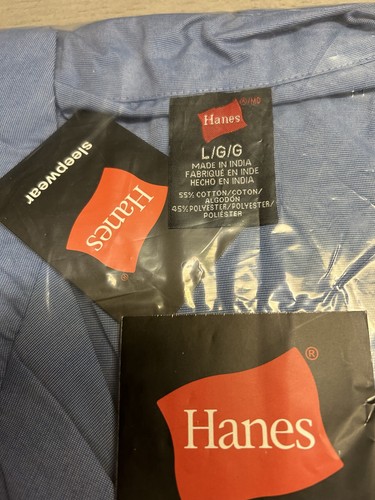 ®/MD
Hanes
L/G/G
MADE IN INDIA
FABRIQUÉ EN INDE
HECHO EN INDIA
55% COTTON/COTON/
ALGODÓN
45% POLYESTER/POLYESTER/
POLIÉSTER
sleepwear
Hanes
®
®
Hanes